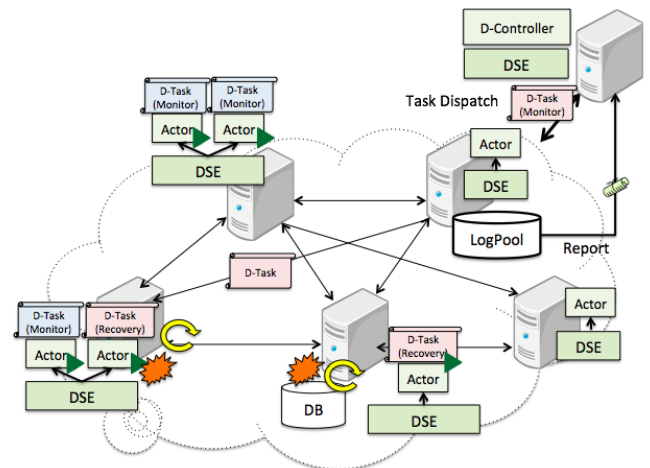 D-Controller
DSE
D-Task
(Monitor)
Task Dispatch
D-Task
(Monitor)
D-Task
(Monitor)
Actor
Actor
DSE
Actor
DSE
LogPool
Report
D-Task
D-Task
(Monitor)
D-Task
(Recovery)
Actor
Actor
DSE
D-Task
(Recovery)
Actor
DB
DSE
Actor
DSE